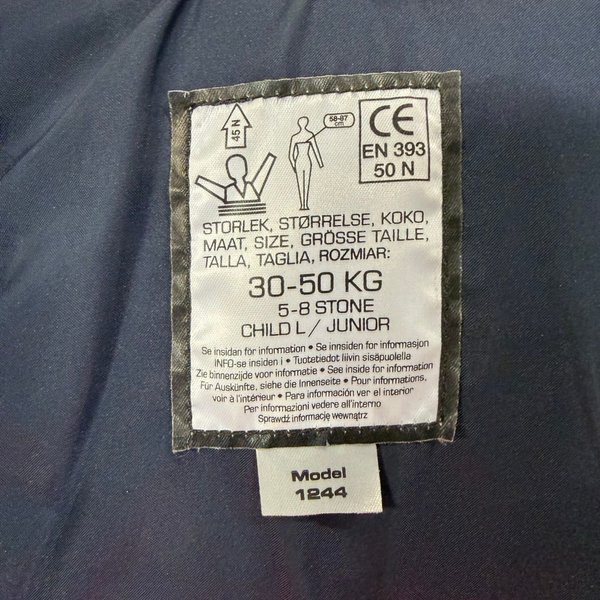 45 N
58-87
cm
CE
EN 393
50 N
STORLEK, STØRRELSE, KOKO,
MAAT, SIZE, GRÖSSE TAILLE,
TALLA, TAGLIA, ROZMIAR:
30-50 KG
5-8 STONE
CHILD L / JUNIOR
Se insidan för information • Se innsiden for informasjon
INFO-se insiden i • Tuotetiedot liivin sisäpuolella
Zie binnenzijde voor informatie • See inside for information
Für Auskünfte, siehe die Innenseite • Pour informations,
voir à l'intérieur • Para información ver el interior
Per informazioni vedere all'interno
Sprawdź informację wewnątrz
Model
1244